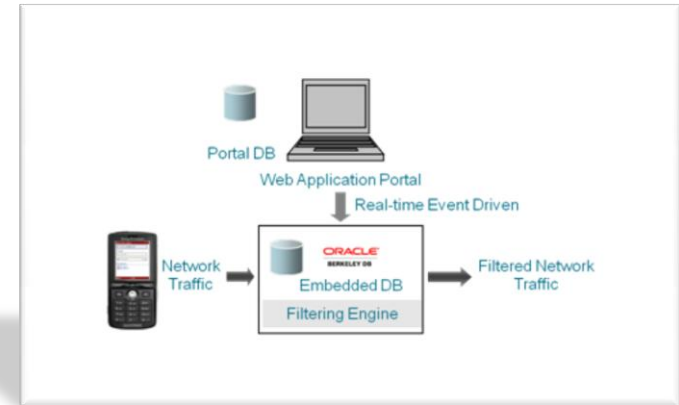 Portal DB
Web Application Portal
Real-time Event Driven
Network
Traffic
ORACLE
BERKELEY DB
Embedded DB
Filtering Engine
Filtered Network
Traffic